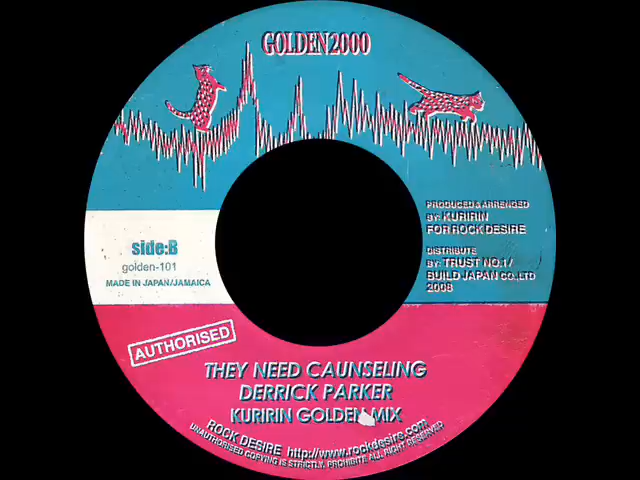 GOLDEN2000
PRODUCED & ARRENGED
BY: KURIRIN
FOR ROCK DESIRE
DISTRIBUTE
BY: TRUST NO.1/
BUILD JAPAN CO.,LTD
2008
side:B
golden-101
MADE IN JAPAN/JAMAICA
AUTHORISED
THEY NEED CAUNSELING
DERRICK PARKER
KURIRIN GOLDEN MIX
ROCK DESIRE http://www.rockdesire.com
UNAUTHORISED COPYING IS STRICTLY. PROHIBITE ALL RIGHT RESERVED